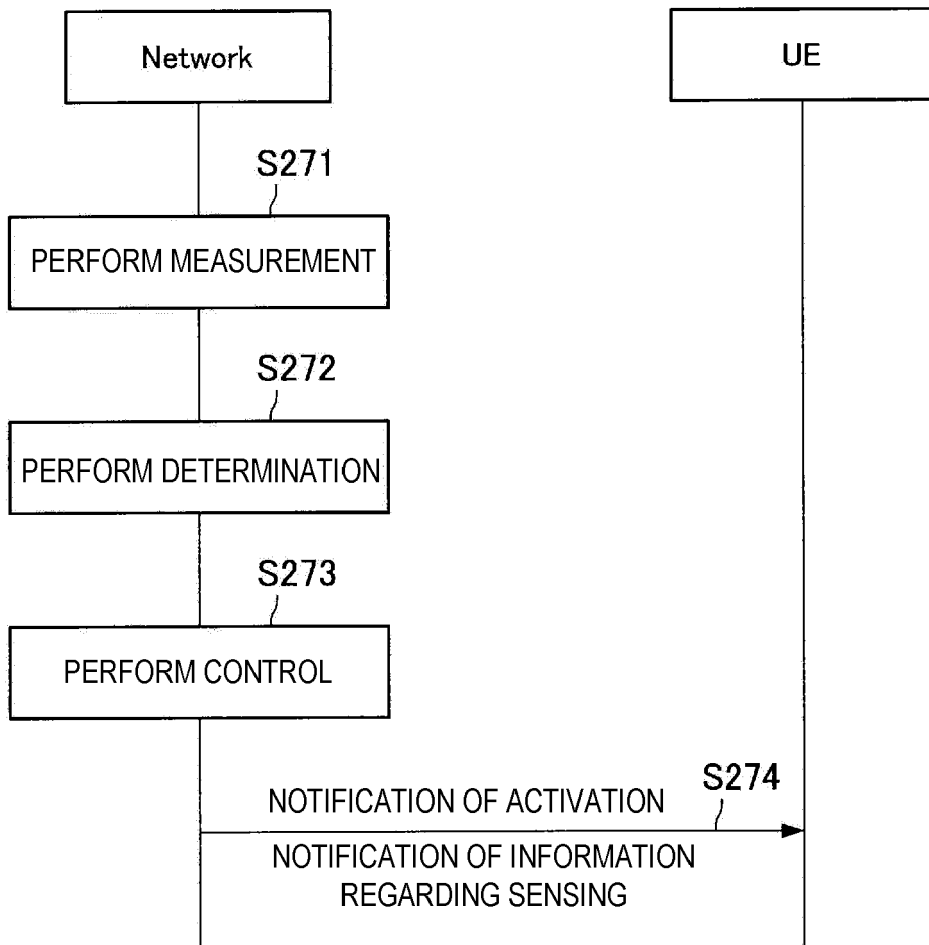 Network
UE
S271
PERFORM MEASUREMENT
S272
PERFORM DETERMINATION
S273
PERFORM CONTROL
S274
NOTIFICATION OF ACTIVATION
NOTIFICATION OF INFORMATION
REGARDING SENSING